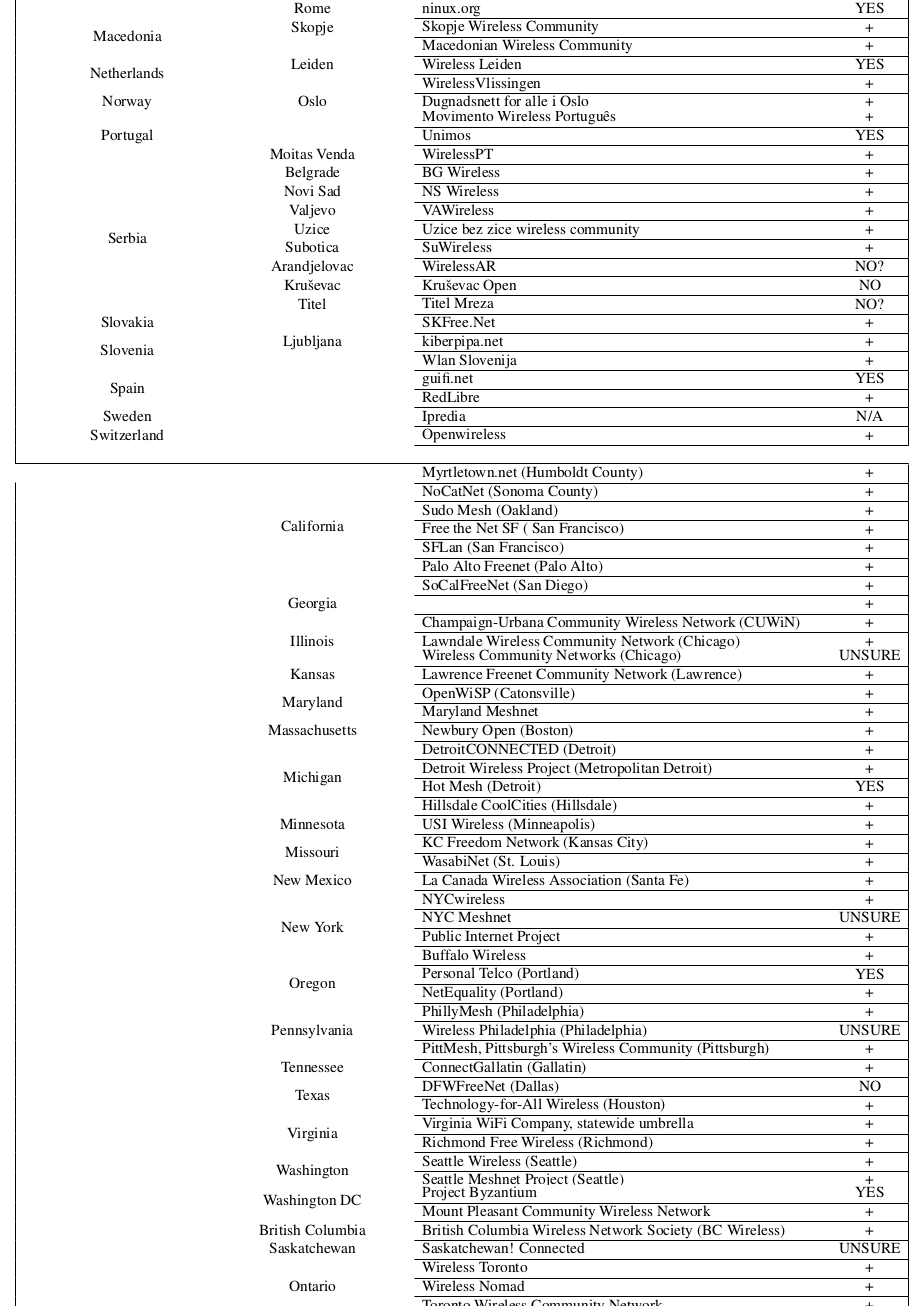 Rome ninux.org YES
Skopje Skopje Wireless Community +
Macedonia
Macedonian Wireless Community +
Leiden Wireless Leiden YES
Netherlands
WirelessVlissingen +
Norway Oslo Dugnadsnett for alle i Oslo +
Movimento Wireless Português +
Portugal Unimos YES
Moitas Venda WirelessPT +
Belgrade BG Wireless +
Novi Sad NS Wireless +
Valjevo VAWireless +
Uzice Uzice bez zice wireless community +
Serbia
Subotica SuWireless +
Arandjelovac WirelessAR NO?
Kruševac Kruševac Open NO
Titel Titel Mreza NO?
Slovakia SKFree.Net +
Ljubljana kiberpipa.net +
Slovenia
Wlan Slovenija +
guifi.net YES
Spain
RedLibre +
Sweden Ipredia N/A
Switzerland Openwireless +
Myrtletown.net (Humboldt County) +
NoCatNet (Sonoma County) +
Sudo Mesh (Oakland) +
California Free the Net SF ( San Francisco) +
SFLan (San Francisco) +
Palo Alto Freenet (Palo Alto) +
SoCalFreeNet (San Diego) +
Georgia +
Champaign-Urbana Community Wireless Network (CUWiN) +
Illinois Lawndale Wireless Community Network (Chicago) +
Wireless Community Networks (Chicago) UNSURE
Kansas Lawrence Freenet Community Network (Lawrence) +
OpenWiSP (Catonsville) +
Maryland
Maryland Meshnet +
Massachusetts Newbury Open (Boston) +
DetroitCONNECTED (Detroit) +
Detroit Wireless Project (Metropolitan Detroit) +
Michigan
Hot Mesh (Detroit) YES
Hillsdale CoolCities (Hillsdale) +
Minnesota USI Wireless (Minneapolis) +
KC Freedom Network (Kansas City) +
Missouri
WasabiNet (St. Louis) +
New Mexico La Canada Wireless Association (Santa Fe) +
NYCwireless +
NYC Meshnet UNSURE
New York
Public Internet Project +
Buffalo Wireless +
Personal Telco (Portland) YES
Oregon
NetEquality (Portland) +
PhillyMesh (Philadelphia) +
Pennsylvania Wireless Philadelphia (Philadelphia) UNSURE
PittMesh, Pittsburgh's Wireless Community (Pittsburgh) +
Tennessee ConnectGallatin (Gallatin) +
DFWFreeNet (Dallas) NO
Texas
Technology-for-All Wireless (Houston) +
Virginia WiFi Company, statewide umbrella +
Virginia
Richmond Free Wireless (Richmond) +
Seattle Wireless (Seattle) +
Washington
Seattle Meshnet Project (Seattle) +
Project Byzantium YES
Washington DC
Mount Pleasant Community Wireless Network +
British Columbia British Columbia Wireless Network Society (BC Wireless) +
Saskatchewan Saskatchewan! Connected UNSURE
Wireless Toronto +
Ontario Wireless Nomad +
Toronto Wireless Community Network +